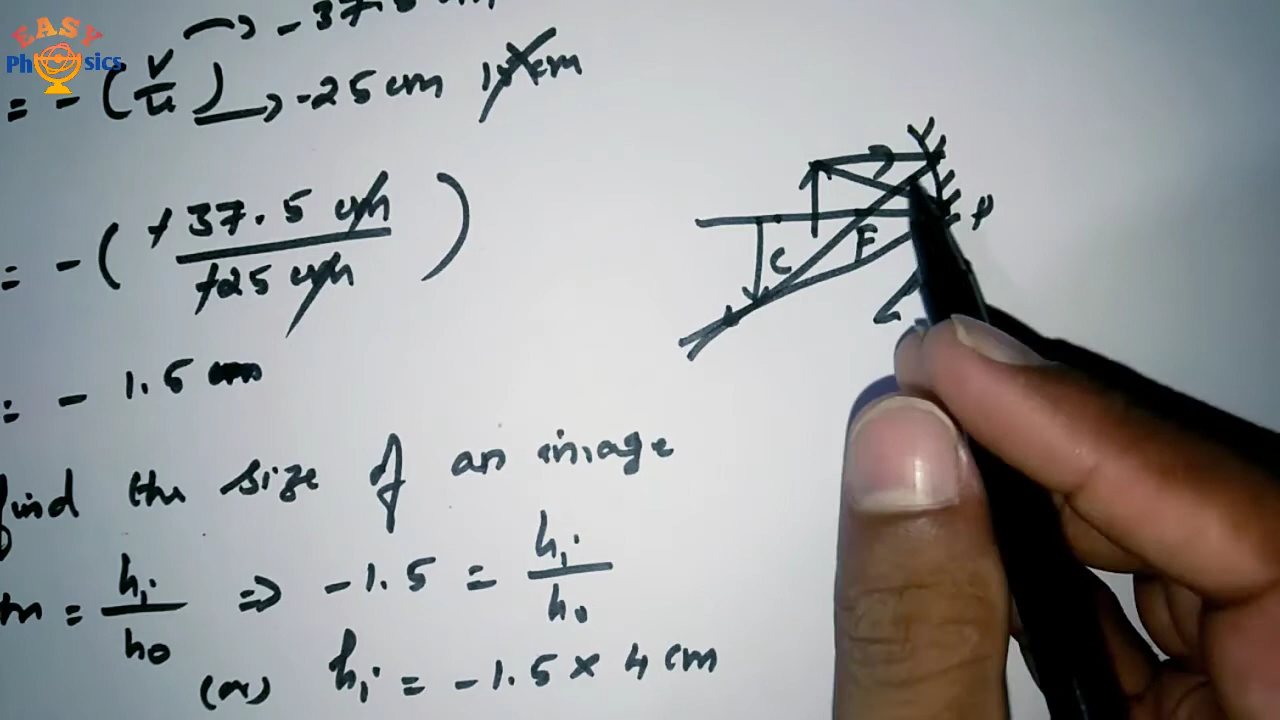 EASY
Physics
→ - 37.5 cm
= - (v/u) → -25 cm
= - (+37.5 cm / +25 cm)
= - 1.5 cm
find the size of an image
m = hi/ho ⇒ -1.5 = hi/ho
(or) hi = -1.5 × 4 cm
C F P